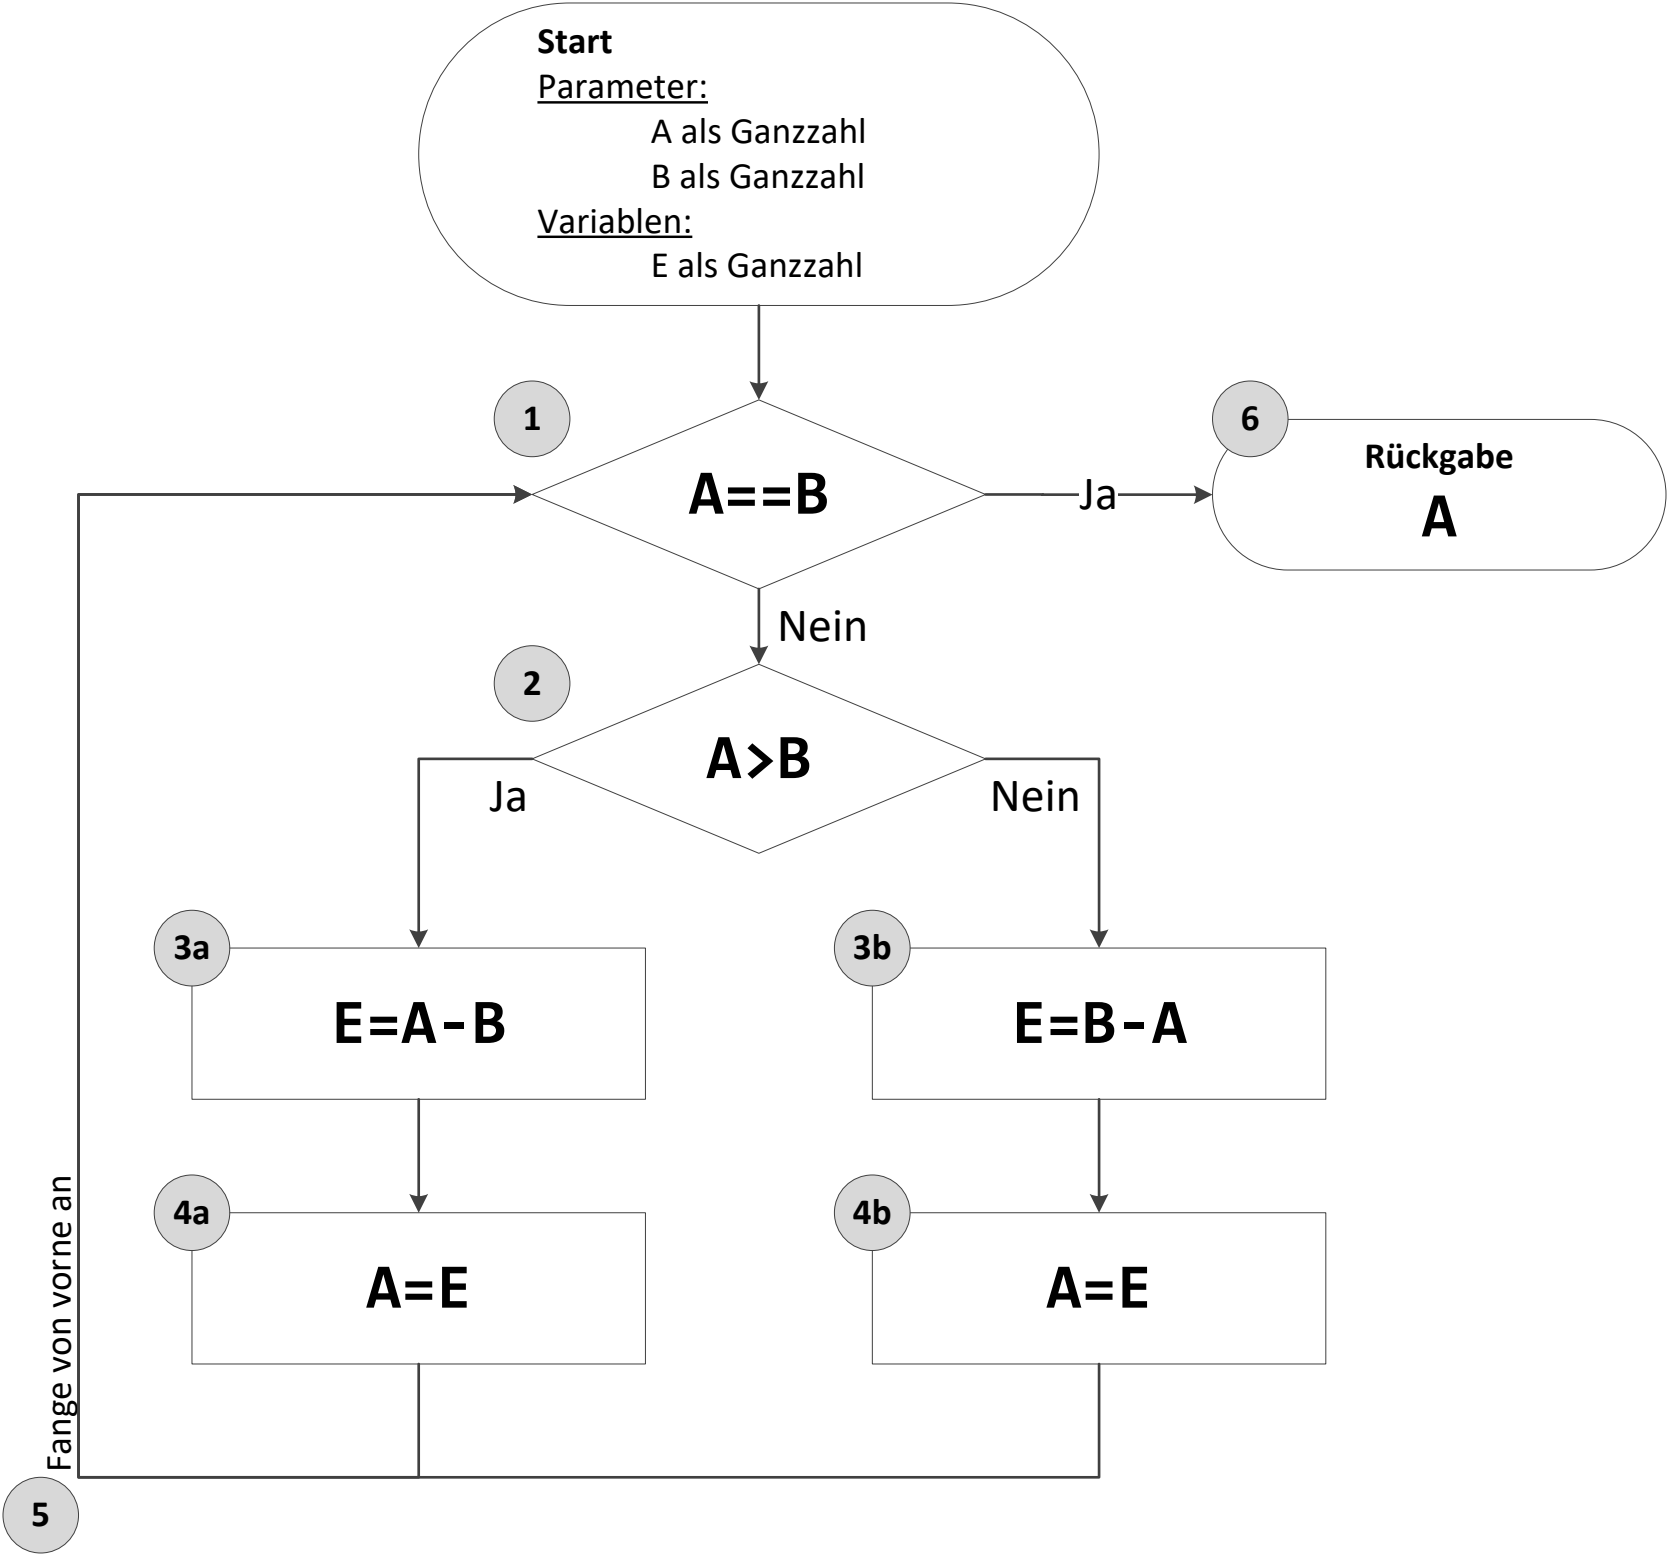 Start
Parameter:
A als Ganzzahl
B als Ganzzahl
Variablen:
E als Ganzzahl
1
A==B
Ja
6
Rückgabe
A
Nein
2
A>B
Ja
Nein
3a
E=A-B
3b
E=B-A
4a
A=E
4b
A=E
Fange von vorne an
5